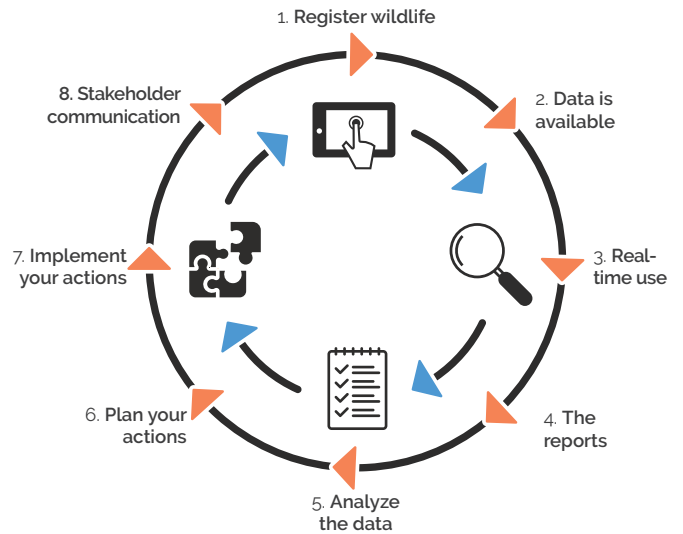 1. Register wildlife
2. Data is
available
3. Real-
time use
4. The
reports
5. Analyze
the data
6. Plan your
actions
7. Implement
your actions
8. Stakeholder
communication